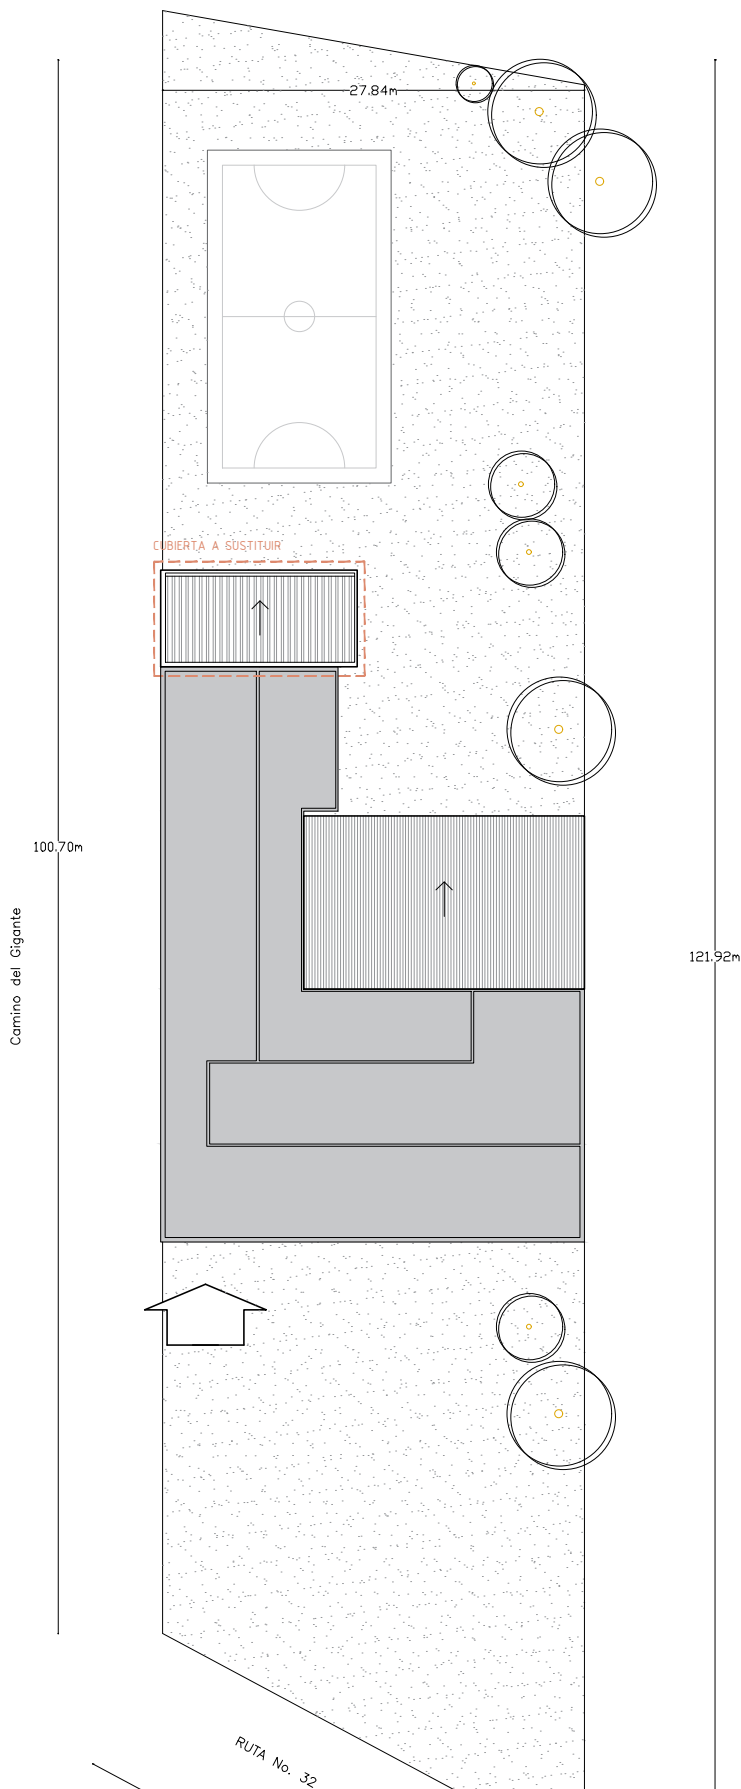 27.84m
CUBIERTA A SUSTITUIR
100.70m
Camino del Gigante
121.92m
RUTA No. 32